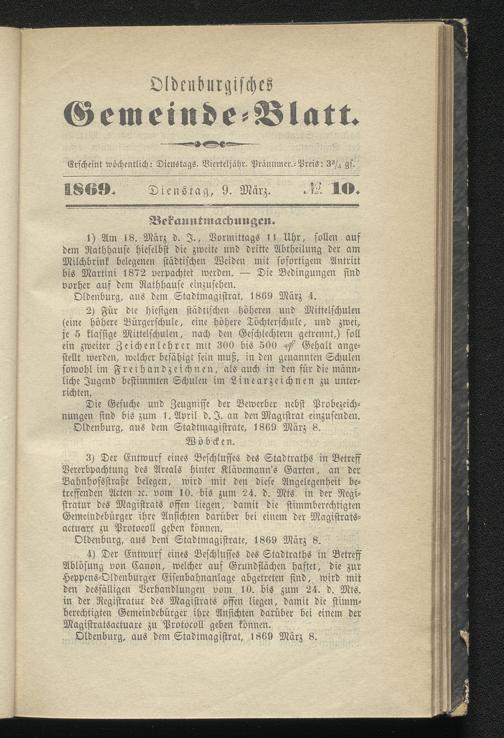 Oldenburgisches
Gemeinde-Blatt.
Erscheint wöchentlich: Dienstags. Vierteljähr. Pränumer.-Preis: 3¾ gs.
1869. Dienstag, 9. März. № 10.
Bekanntmachungen.
1) Am 18. März d. J., Vormittags 11 Uhr, sollen auf
dem Rathhause hieselbst die zweite und dritte Abtheilung der am
Milchbrink belegenen städtischen Weiden mit sofortigem Antritt
bis Martini 1872 verpachtet werden. — Die Bedingungen sind
vorher auf dem Rathhause einzusehen.
Oldenburg, aus dem Stadtmagistrat, 1869 März 4.
2) Für die hiesigen städtischen höheren und Mittelschulen
(eine höhere Bürgerschule, eine höhere Töchterschule, und zwei,
je 5 klassige Mittelschulen, nach den Geschlechtern getrennt,) soll
ein zweiter Zeichenlehrer mit 300 bis 500 ₰ Gehalt ange-
stellt werden, welcher befähigt sein muß, in den genannten Schulen
sowohl im Freihandzeichnen, als auch in den für die männ-
liche Jugend bestimmten Schulen im Linearzeichnen zu unter-
richten.
Die Gesuche und Zeugnisse der Bewerber nebst Probezeich-
nungen sind bis zum 1. April d. J. an den Magistrat einzusenden.
Oldenburg, aus dem Stadtmagistrate, 1869 März 8.
Wöbcken.
3) Der Entwurf eines Beschlusses des Stadtraths in Betreff
Vererbpachtung des Areals hinter Klävemann's Garten, an der
Bahnhofsstraße belegen, wird mit den diese Angelegenheit be-
treffenden Acten ꝛc. vom 10. bis zum 24. d. Mts. in der Regi-
stratur des Magistrats offen liegen, damit die stimmberechtigten
Gemeindebürger ihre Ansichten darüber bei einem der Magistrats-
actuare zu Protocoll geben können.
Oldenburg, aus dem Stadtmagistrate, 1869 März 8.
4) Der Entwurf eines Beschlusses des Stadtraths in Betreff
Ablösung von Canon, welcher auf Grundflächen haftet, die zur
Heppens-Oldenburger Eisenbahnanlage abgetreten sind, wird mit
den desfälligen Verhandlungen vom 10. bis zum 24. d. Mts.
in der Registratur des Magistrats offen liegen, damit die stimm-
berechtigten Gemeindebürger ihre Ansichten darüber bei einem der
Magistratsactuare zu Protocoll geben können.
Oldenburg, aus dem Stadtmagistrat, 1869 März 8.